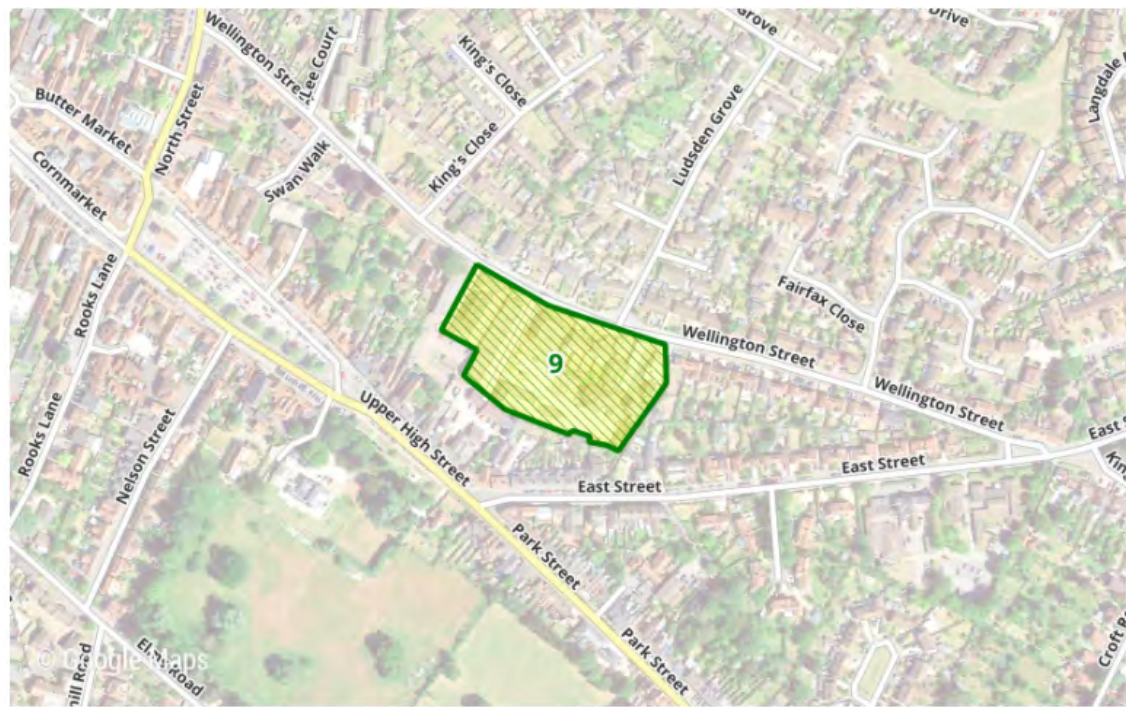 Wellington Street
Lee Court
King's Close
Grove
Drive
Langdale
Butter Market
North Street
Cornmarket
Swan Walk
King's Close
Ludsden Grove
Rooks Lane
Fairfax Close
9
Wellington Street
Upper High Street
Wellington Street
Rooks Lane
Nelson Street
East Street
East
East Street
Park Street
Park Street
Croft
© Google Maps
Road
Road